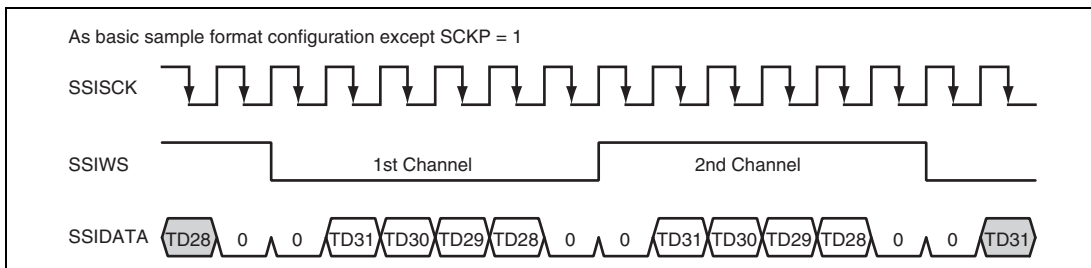 As basic sample format configuration except SCKP = 1
SSISCK
SSIWS 1st Channel 2nd Channel
SSIDATA TD28 0 0 TD31 TD30 TD29 TD28 0 0 TD31 TD30 TD29 TD28 0 0 TD31